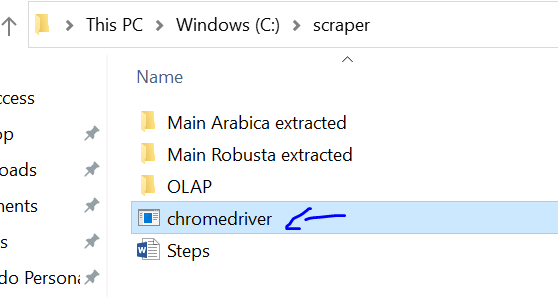 This PC > Windows (C:) > scraper
Name
ccess
op
Main Arabica extracted
oads
Main Robusta extracted
ments
OLAP
s
chromedriver
do Persona
Steps